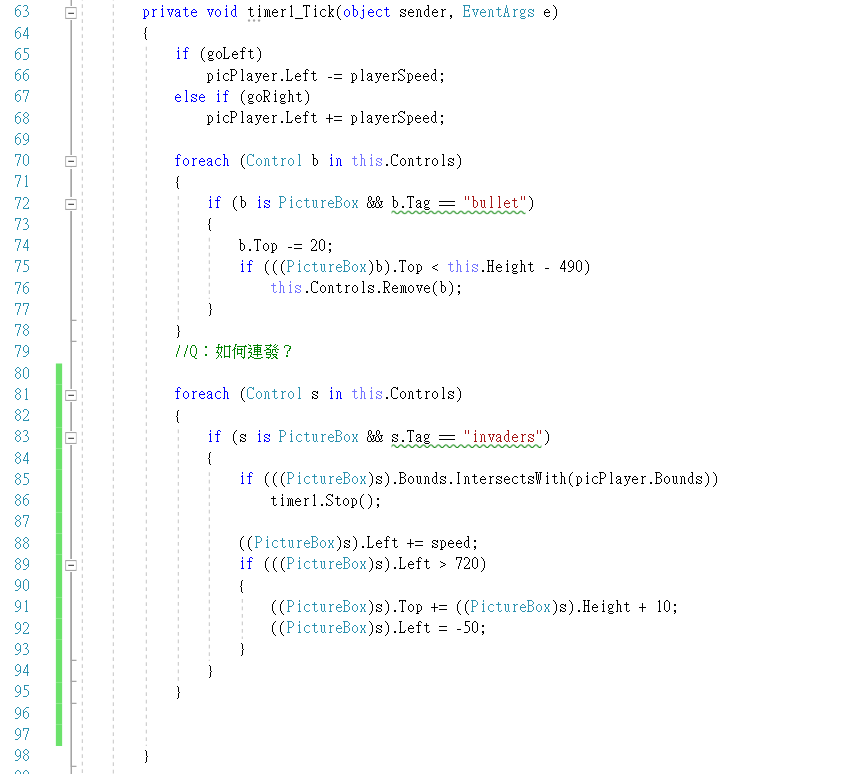 63 private void timer1_Tick(object sender, EventArgs e)
64 {
65 if (goLeft)
66 picPlayer.Left -= playerSpeed;
67 else if (goRight)
68 picPlayer.Left += playerSpeed;
69
70 foreach (Control b in this.Controls)
71 {
72 if (b is PictureBox && b.Tag == "bullet")
73 {
74 b.Top -= 20;
75 if (((PictureBox)b).Top < this.Height - 490)
76 this.Controls.Remove(b);
77 }
78 }
79 //Q：如何連發？
80
81 foreach (Control s in this.Controls)
82 {
83 if (s is PictureBox && s.Tag == "invaders")
84 {
85 if (((PictureBox)s).Bounds.IntersectsWith(picPlayer.Bounds))
86 timer1.Stop();
87
88 ((PictureBox)s).Left += speed;
89 if (((PictureBox)s).Left > 720)
90 {
91 ((PictureBox)s).Top += ((PictureBox)s).Height + 10;
92 ((PictureBox)s).Left = -50;
93 }
94 }
95 }
96
97
98 }